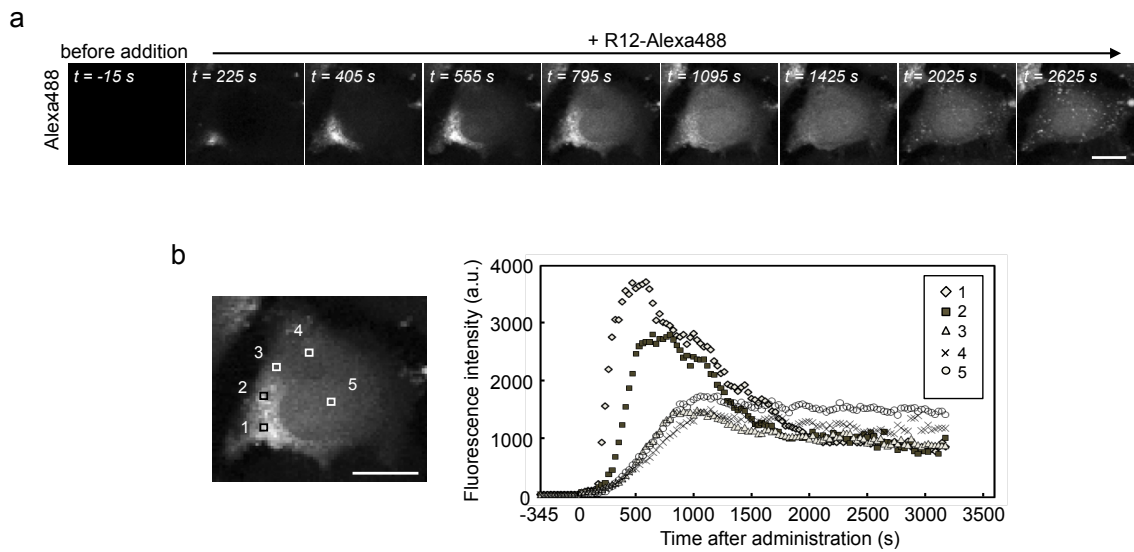 a
before addition
+ R12-Alexa488
Alexa488
t = -15 s
t = 225 s
t = 405 s
t = 555 s
t = 795 s
t = 1095 s
t = 1425 s
t = 2025 s
t = 2625 s
b
1
2
3
4
5
Fluorescence intensity (a.u.)
4000
3000
2000
1000
0
-345 0 500 1000 1500 2000 2500 3000 3500
Time after administration (s)
1
2
3
4
5